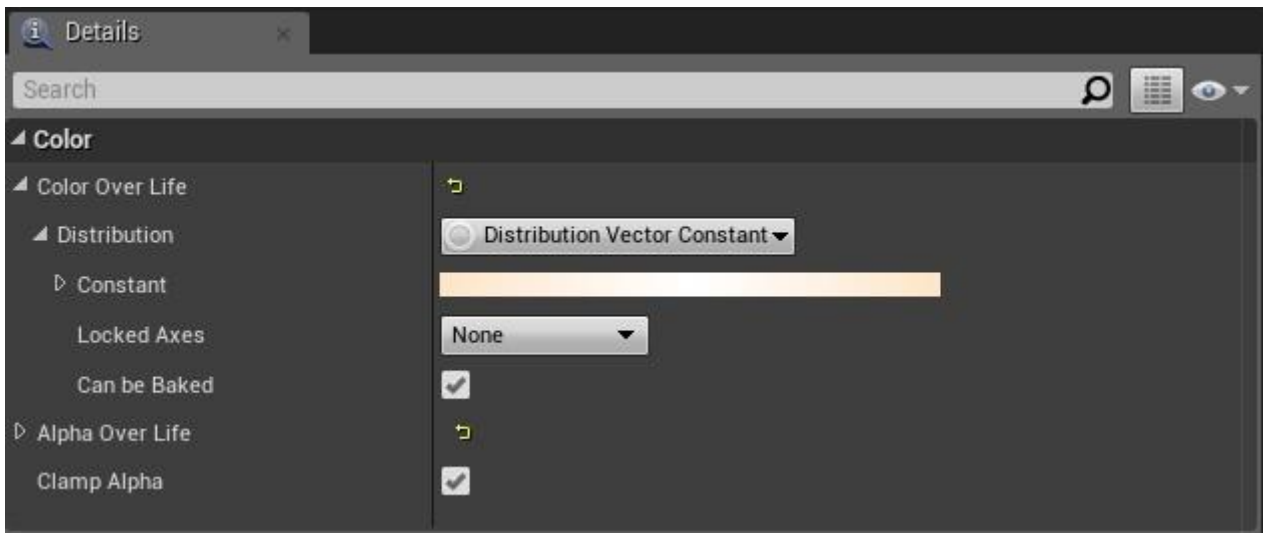 Details
Search
Color
Color Over Life
Distribution
Distribution Vector Constant
Constant
Locked Axes
None
Can be Baked
Alpha Over Life
Clamp Alpha